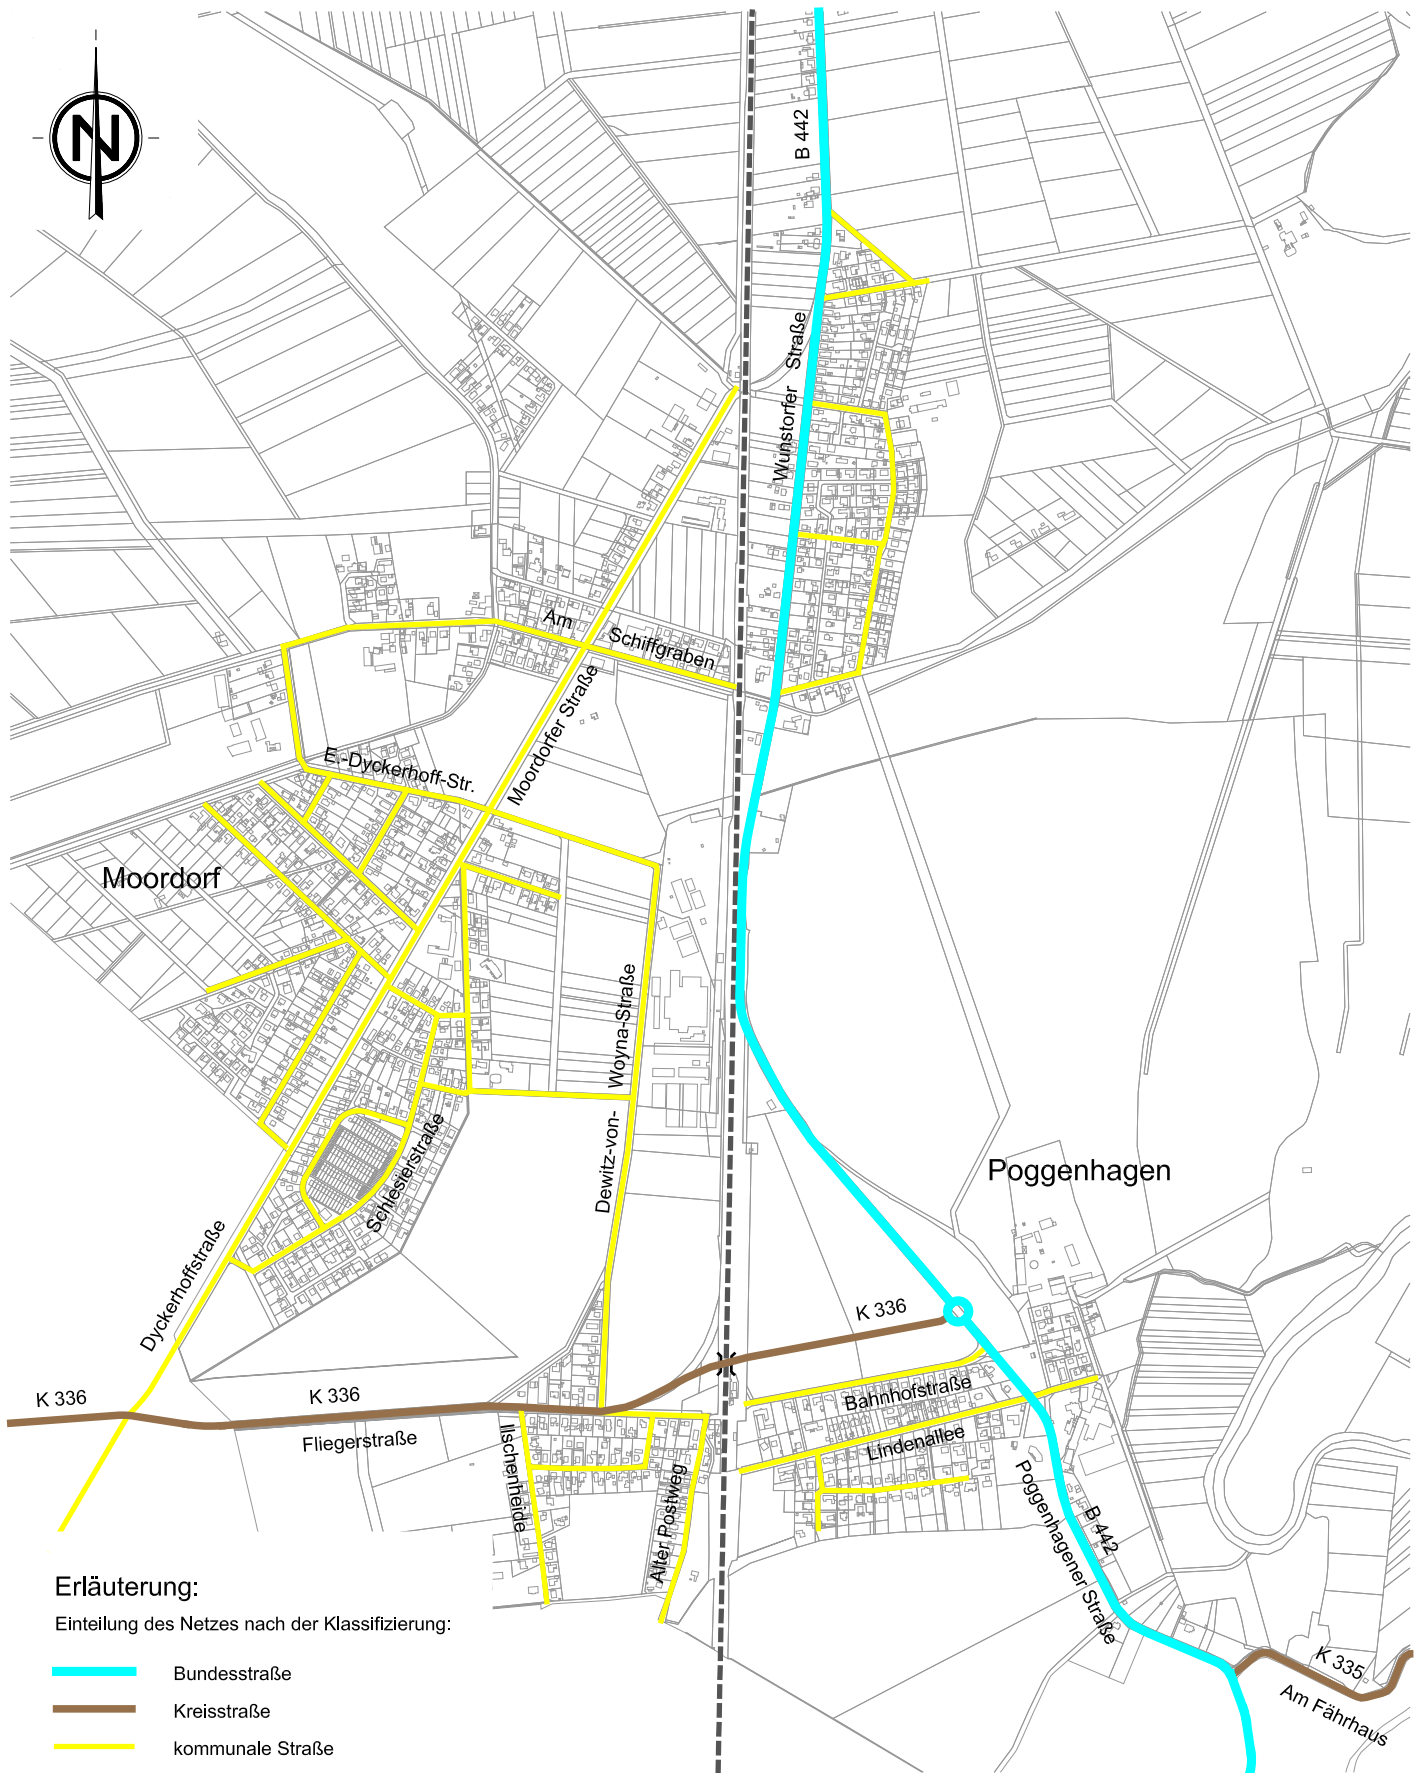 N
B 442
Wunstorfer Straße
Am Schiffgraben
Moordorfer Straße
E.-Dyckerhoff-Str.
Moordorf
Dewitz-von-Woyna-Straße
Poggenhagen
Schlesierstraße
Dyckerhoffstraße
K 336
K 336
K 336
Fliegerstraße
Bahnhofstraße
Lindenallee
Ilschenheide
Alter Postweg
Poggenhagener Straße
B 442
K 335
Am Fährhaus
Erläuterung:
Einteilung des Netzes nach der Klassifizierung:
Bundesstraße
Kreisstraße
kommunale Straße